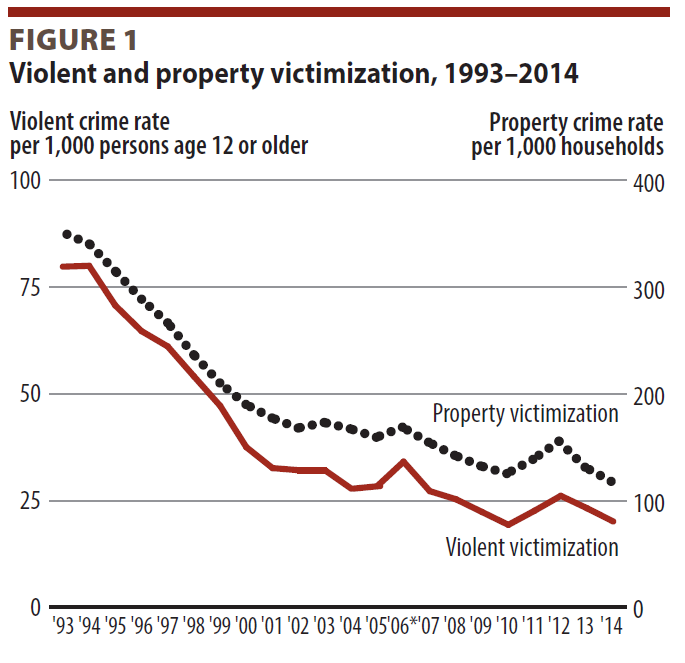 FIGURE 1
Violent and property victimization, 1993–2014
Violent crime rate
per 1,000 persons age 12 or older
Property crime rate
per 1,000 households
100
75
50
25
0
400
300
200
100
0
Property victimization
Violent victimization
'93 '94 '95 '96 '97 '98 '99 '00 '01 '02 '03 '04 '05 '06* '07 '08 '09 '10 '11 '12 13 '14